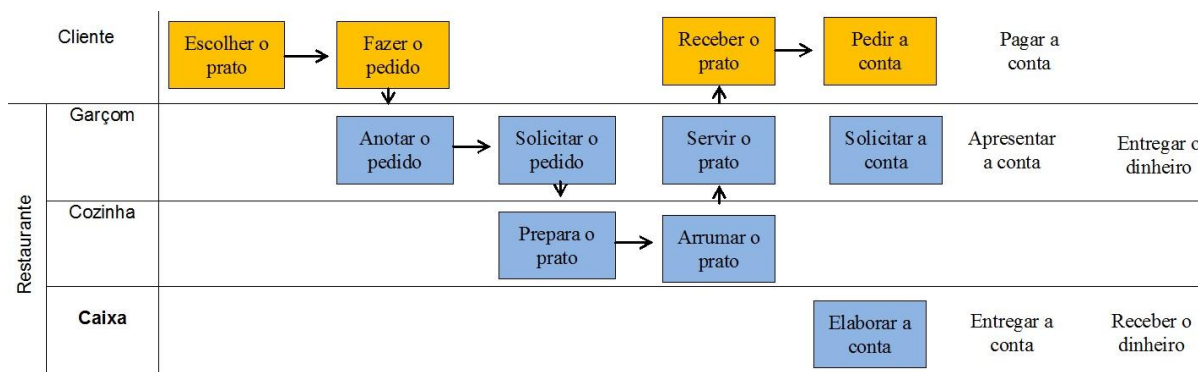 Cliente
Escolher o
prato
Fazer o
pedido
Receber o
prato
Pedir a
conta
Pagar a
conta
Restaurante
Garçom
Anotar o
pedido
Solicitar o
pedido
Servir o
prato
Solicitar a
conta
Apresentar
a conta
Entregar o
dinheiro
Cozinha
Prepara o
prato
Arrumar o
prato
Caixa
Elaborar a
conta
Entregar a
conta
Receber o
dinheiro